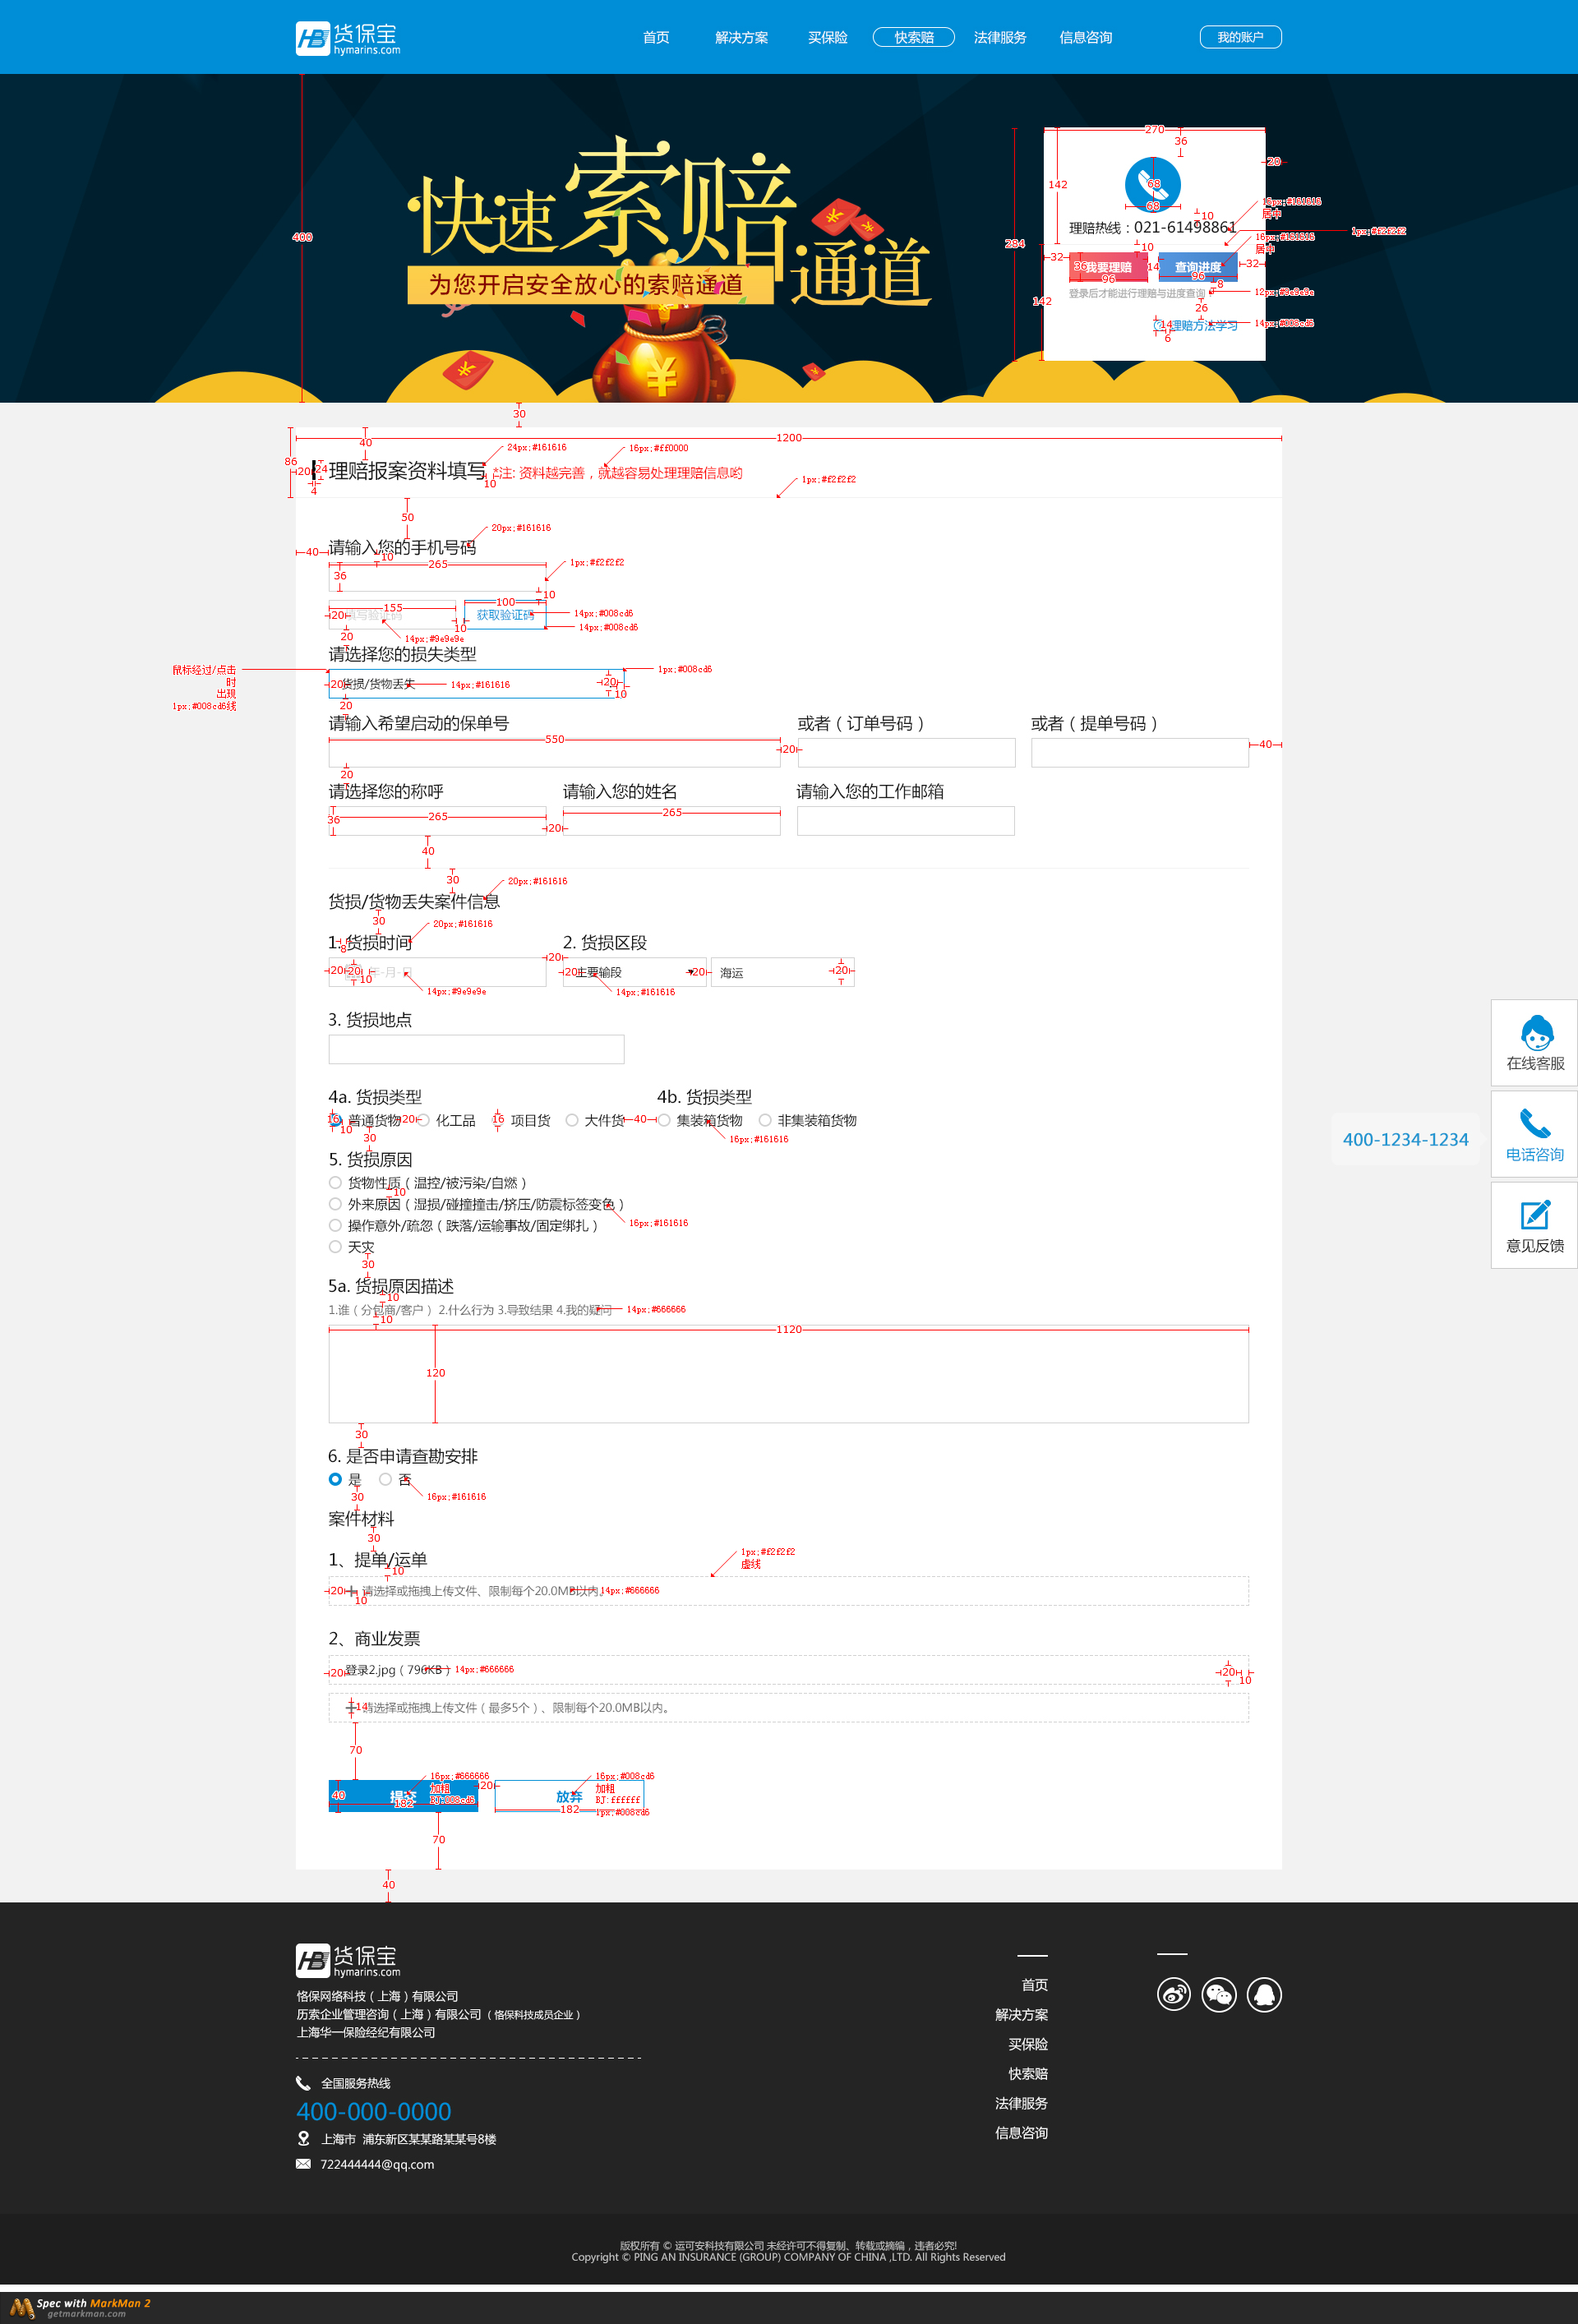 货保宝
hymarins.com
首页 解决方案 买保险 快索赔 法律服务 信息咨询 我的账户
快速索赔通道
为您开启安全放心的索赔通道
400
270
36
20
142
68
68
10
16px;#161616
居中
理赔热线：021-61498861
1px;#f2f2f2
16px;#161616
居中
284
10
32
36 我要理赔 14 查询进度 32
96 96
8
登录后才能进行理赔与进度查询
12px;#9e9e9e
142
26
14 理赔方法学习 14px;#008cd6
6
30
1200
40
86
24px;#161616
16px;#ff0000
20 24 理赔报案资料填写 *注: 资料越完善，就越容易处理理赔信息哟
4
10
1px;#f2f2f2
50
20px;#161616
40
请输入您的手机号码
10
265
1px;#f2f2f2
36
10
155 100
20 填写验证码 获取验证码 14px;#008cd6
10
14px;#008cd6
20
14px;#9e9e9e
请选择您的损失类型
鼠标经过/点击
时
出现
1px;#008cd6线
1px;#008cd6
20 货损/货物丢失 14px;#161616 20
10
20
请输入希望启动的保单号 或者（订单号码） 或者（提单号码）
550
20
40
20
请选择您的称呼 请输入您的姓名 请输入您的工作邮箱
36 265 20 265
40
30
20px;#161616
货损/货物丢失案件信息
30
20px;#161616
8
1. 货损时间 2. 货损区段
20
20 20 年-月-日 20 主要输段 20 海运 20
10
14px;#9e9e9e
14px;#161616
3. 货损地点
4a. 货损类型 4b. 货损类型
16 普通货物 20 化工品 16 项目货 大件货 40 集装箱货物 非集装箱货物
10
30
16px;#161616
5. 货损原因
货物性质（温控/被污染/自燃）
10
外来原因（湿损/碰撞撞击/挤压/防震标签变色）
操作意外/疏忽（跌落/运输事故/固定绑扎）
16px;#161616
天灾
30
5a. 货损原因描述
10
1.谁（分包商/客户） 2.什么行为 3.导致结果 4.我的疑问 14px;#666666
10
1120
120
30
6. 是否申请查勘安排
是 否
30
16px;#161616
案件材料
30
1、提单/运单
1px;#f2f2f2
虚线
10
20 请选择或拖拽上传文件、限制每个20.0MB以内。 14px;#666666
10
2、商业发票
20 登录2.jpg（796KB） 14px;#666666 20
10
14 请选择或拖拽上传文件（最多5个）、限制每个20.0MB以内。
70
40 提交 182
16px;#666666
加粗
BJ:008cd6
20
放弃 182
16px;#008cd6
加粗
BJ:ffffff
1px;#008cd6
70
40
在线客服
400-1234-1234
电话咨询
意见反馈
货保宝
hymarins.com
恪保网络科技（上海）有限公司
历索企业管理咨询（上海）有限公司（恪保科技成员企业）
上海华一保险经纪有限公司
全国服务热线
400-000-0000
上海市 浦东新区某某路某某号8楼
722444444@qq.com
首页
解决方案
买保险
快索赔
法律服务
信息咨询
版权所有 © 运可安科技有限公司 未经许可不得复制、转载或摘编，违者必究!
Copyright © PING AN INSURANCE (GROUP) COMPANY OF CHINA ,LTD. All Rights Reserved
Spec with MarkMan 2
getmarkman.com